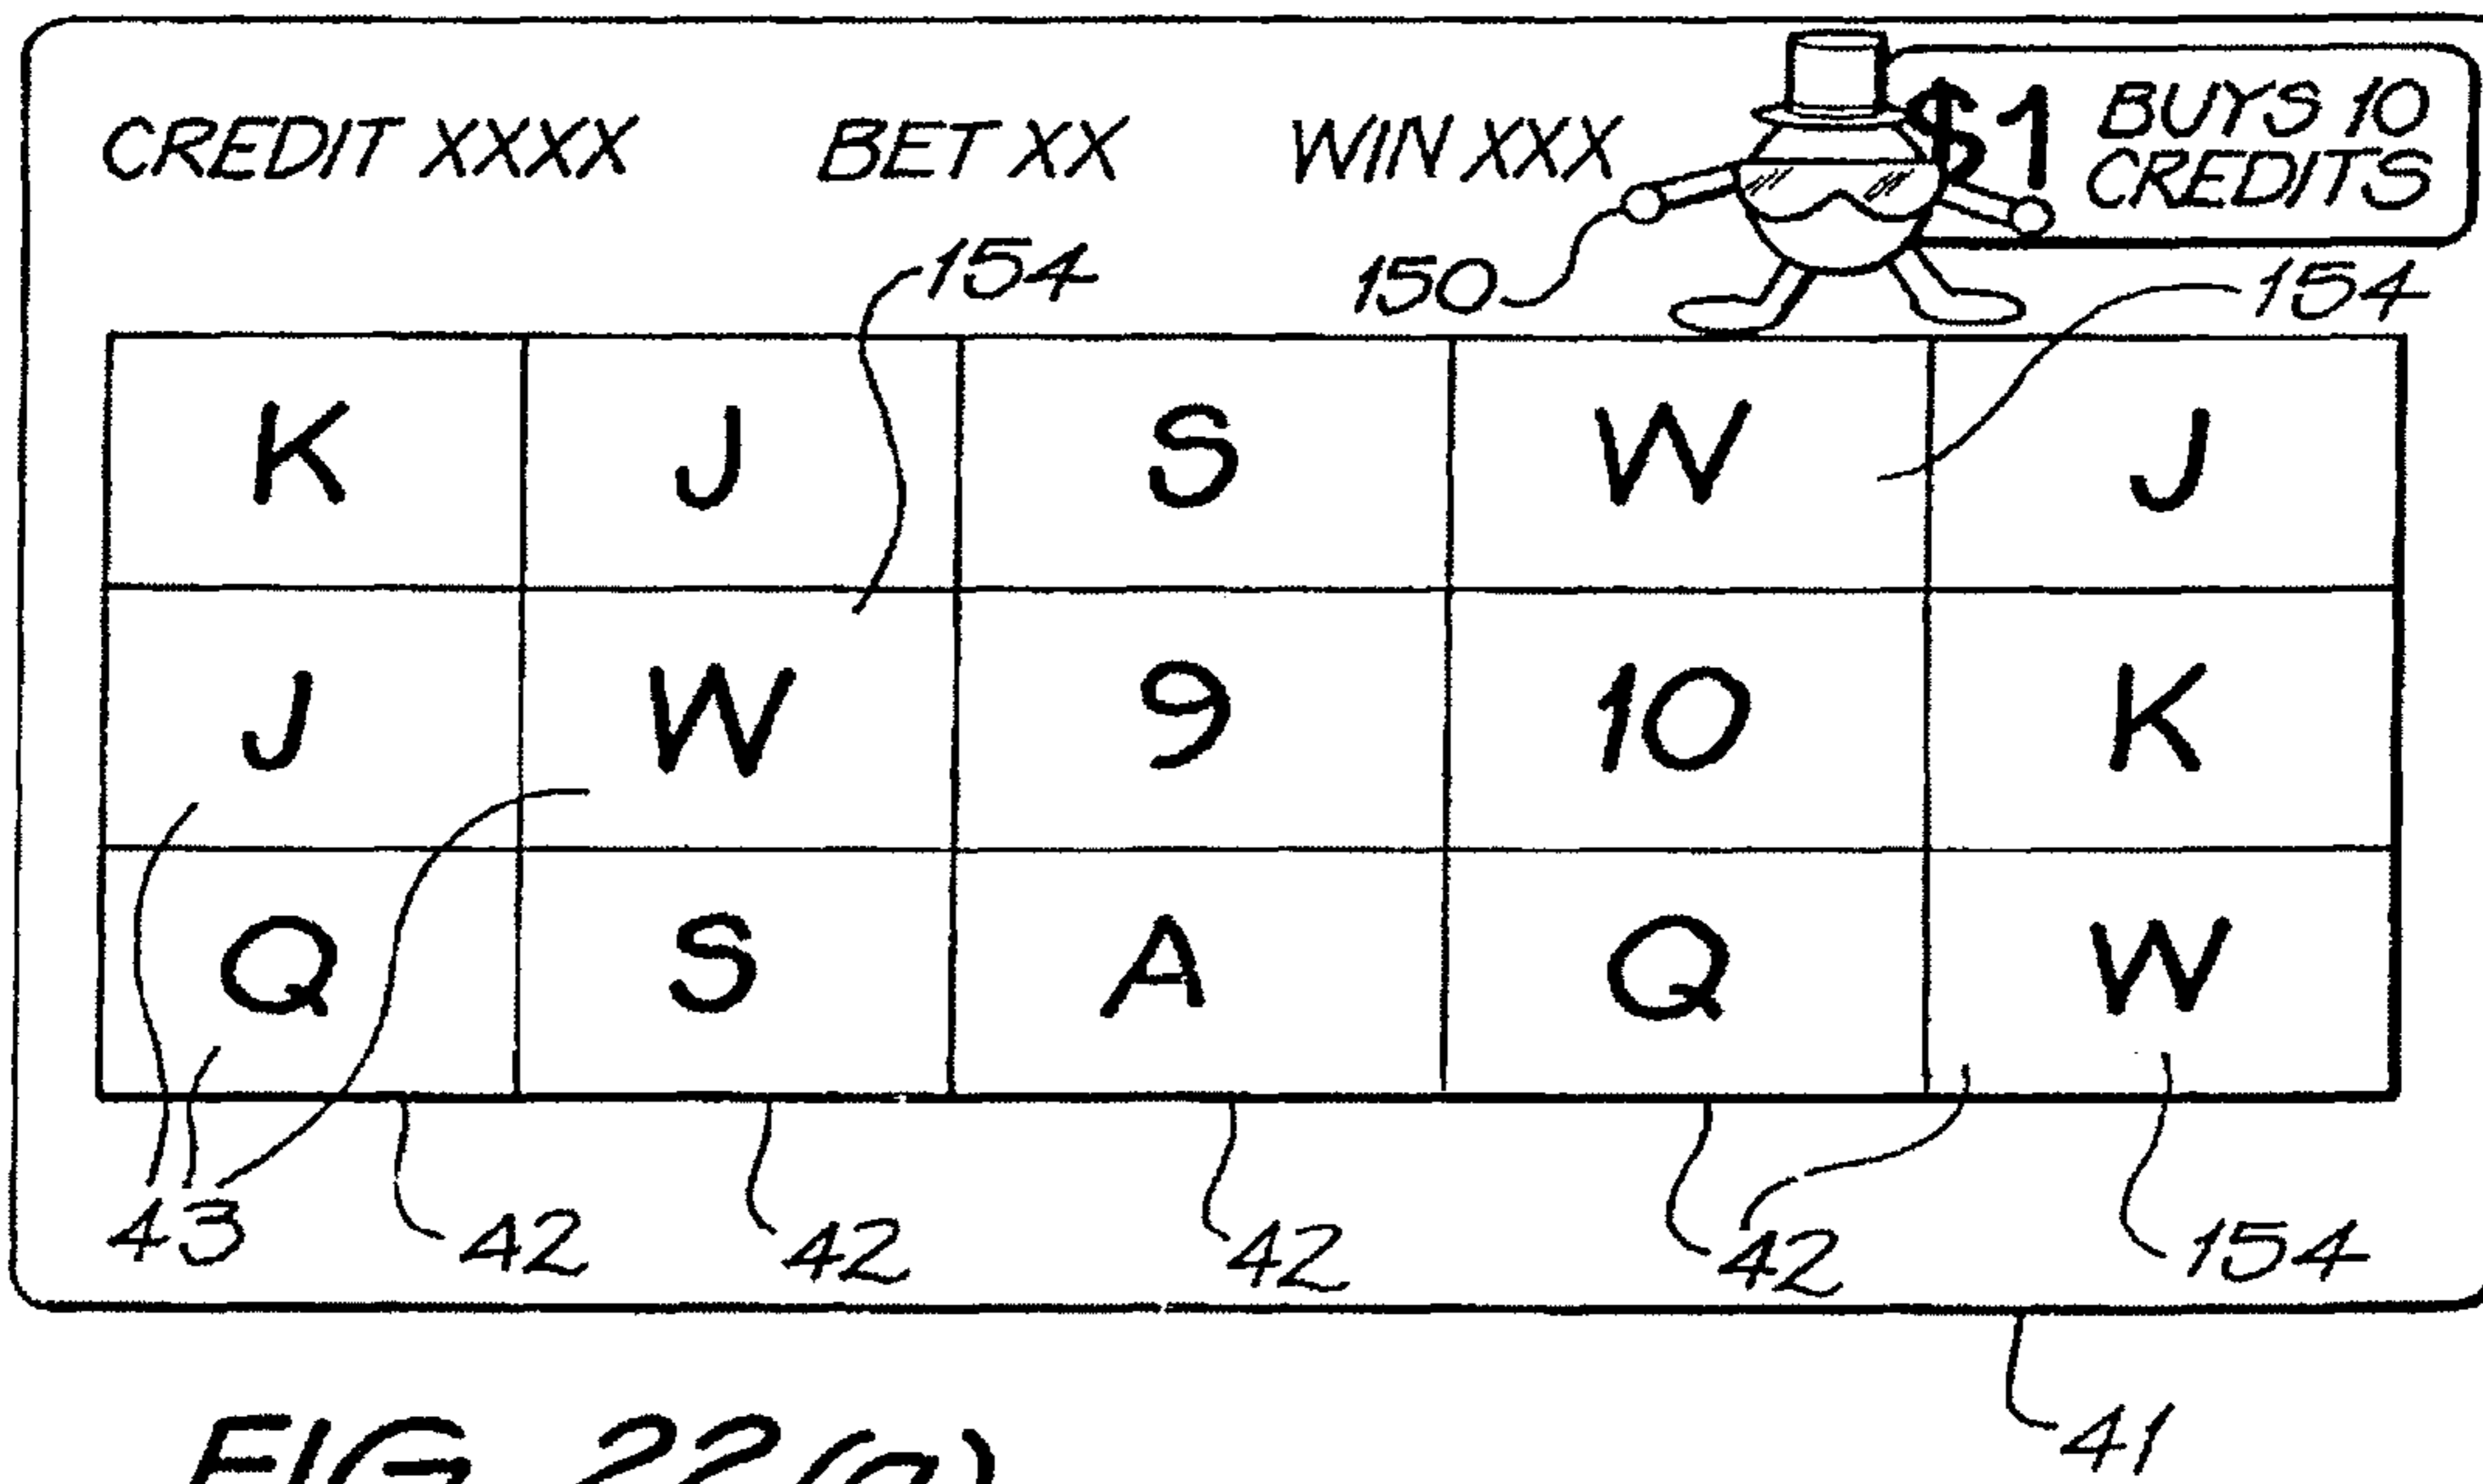 CREDIT XXXX BET XX WIN XXX $1 BUYS 10
CREDITS
154 150 154
K J S W J
J W 9 10 K
Q S A Q W
43 42 42 42 42 154
41
FIG. 22(a)